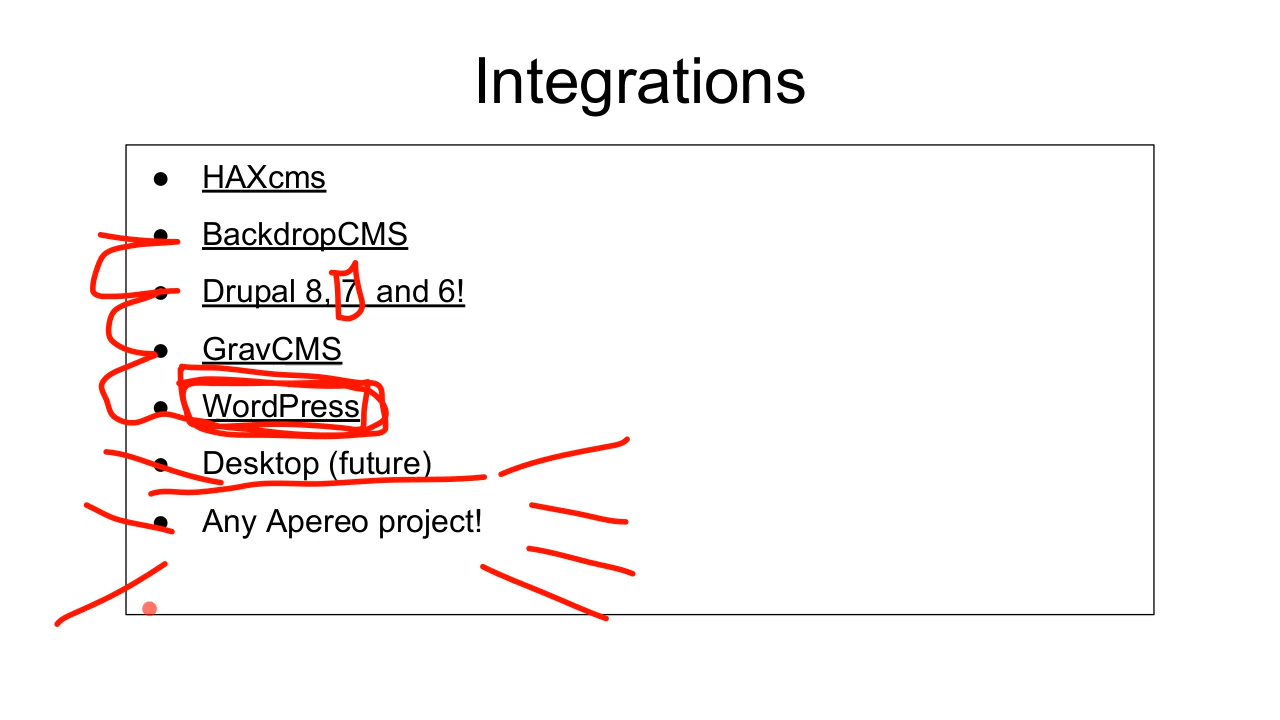 Integrations
● HAXcms
● BackdropCMS
● Drupal 8, 7, and 6!
● GravCMS
● WordPress
● Desktop (future)
● Any Apereo project!